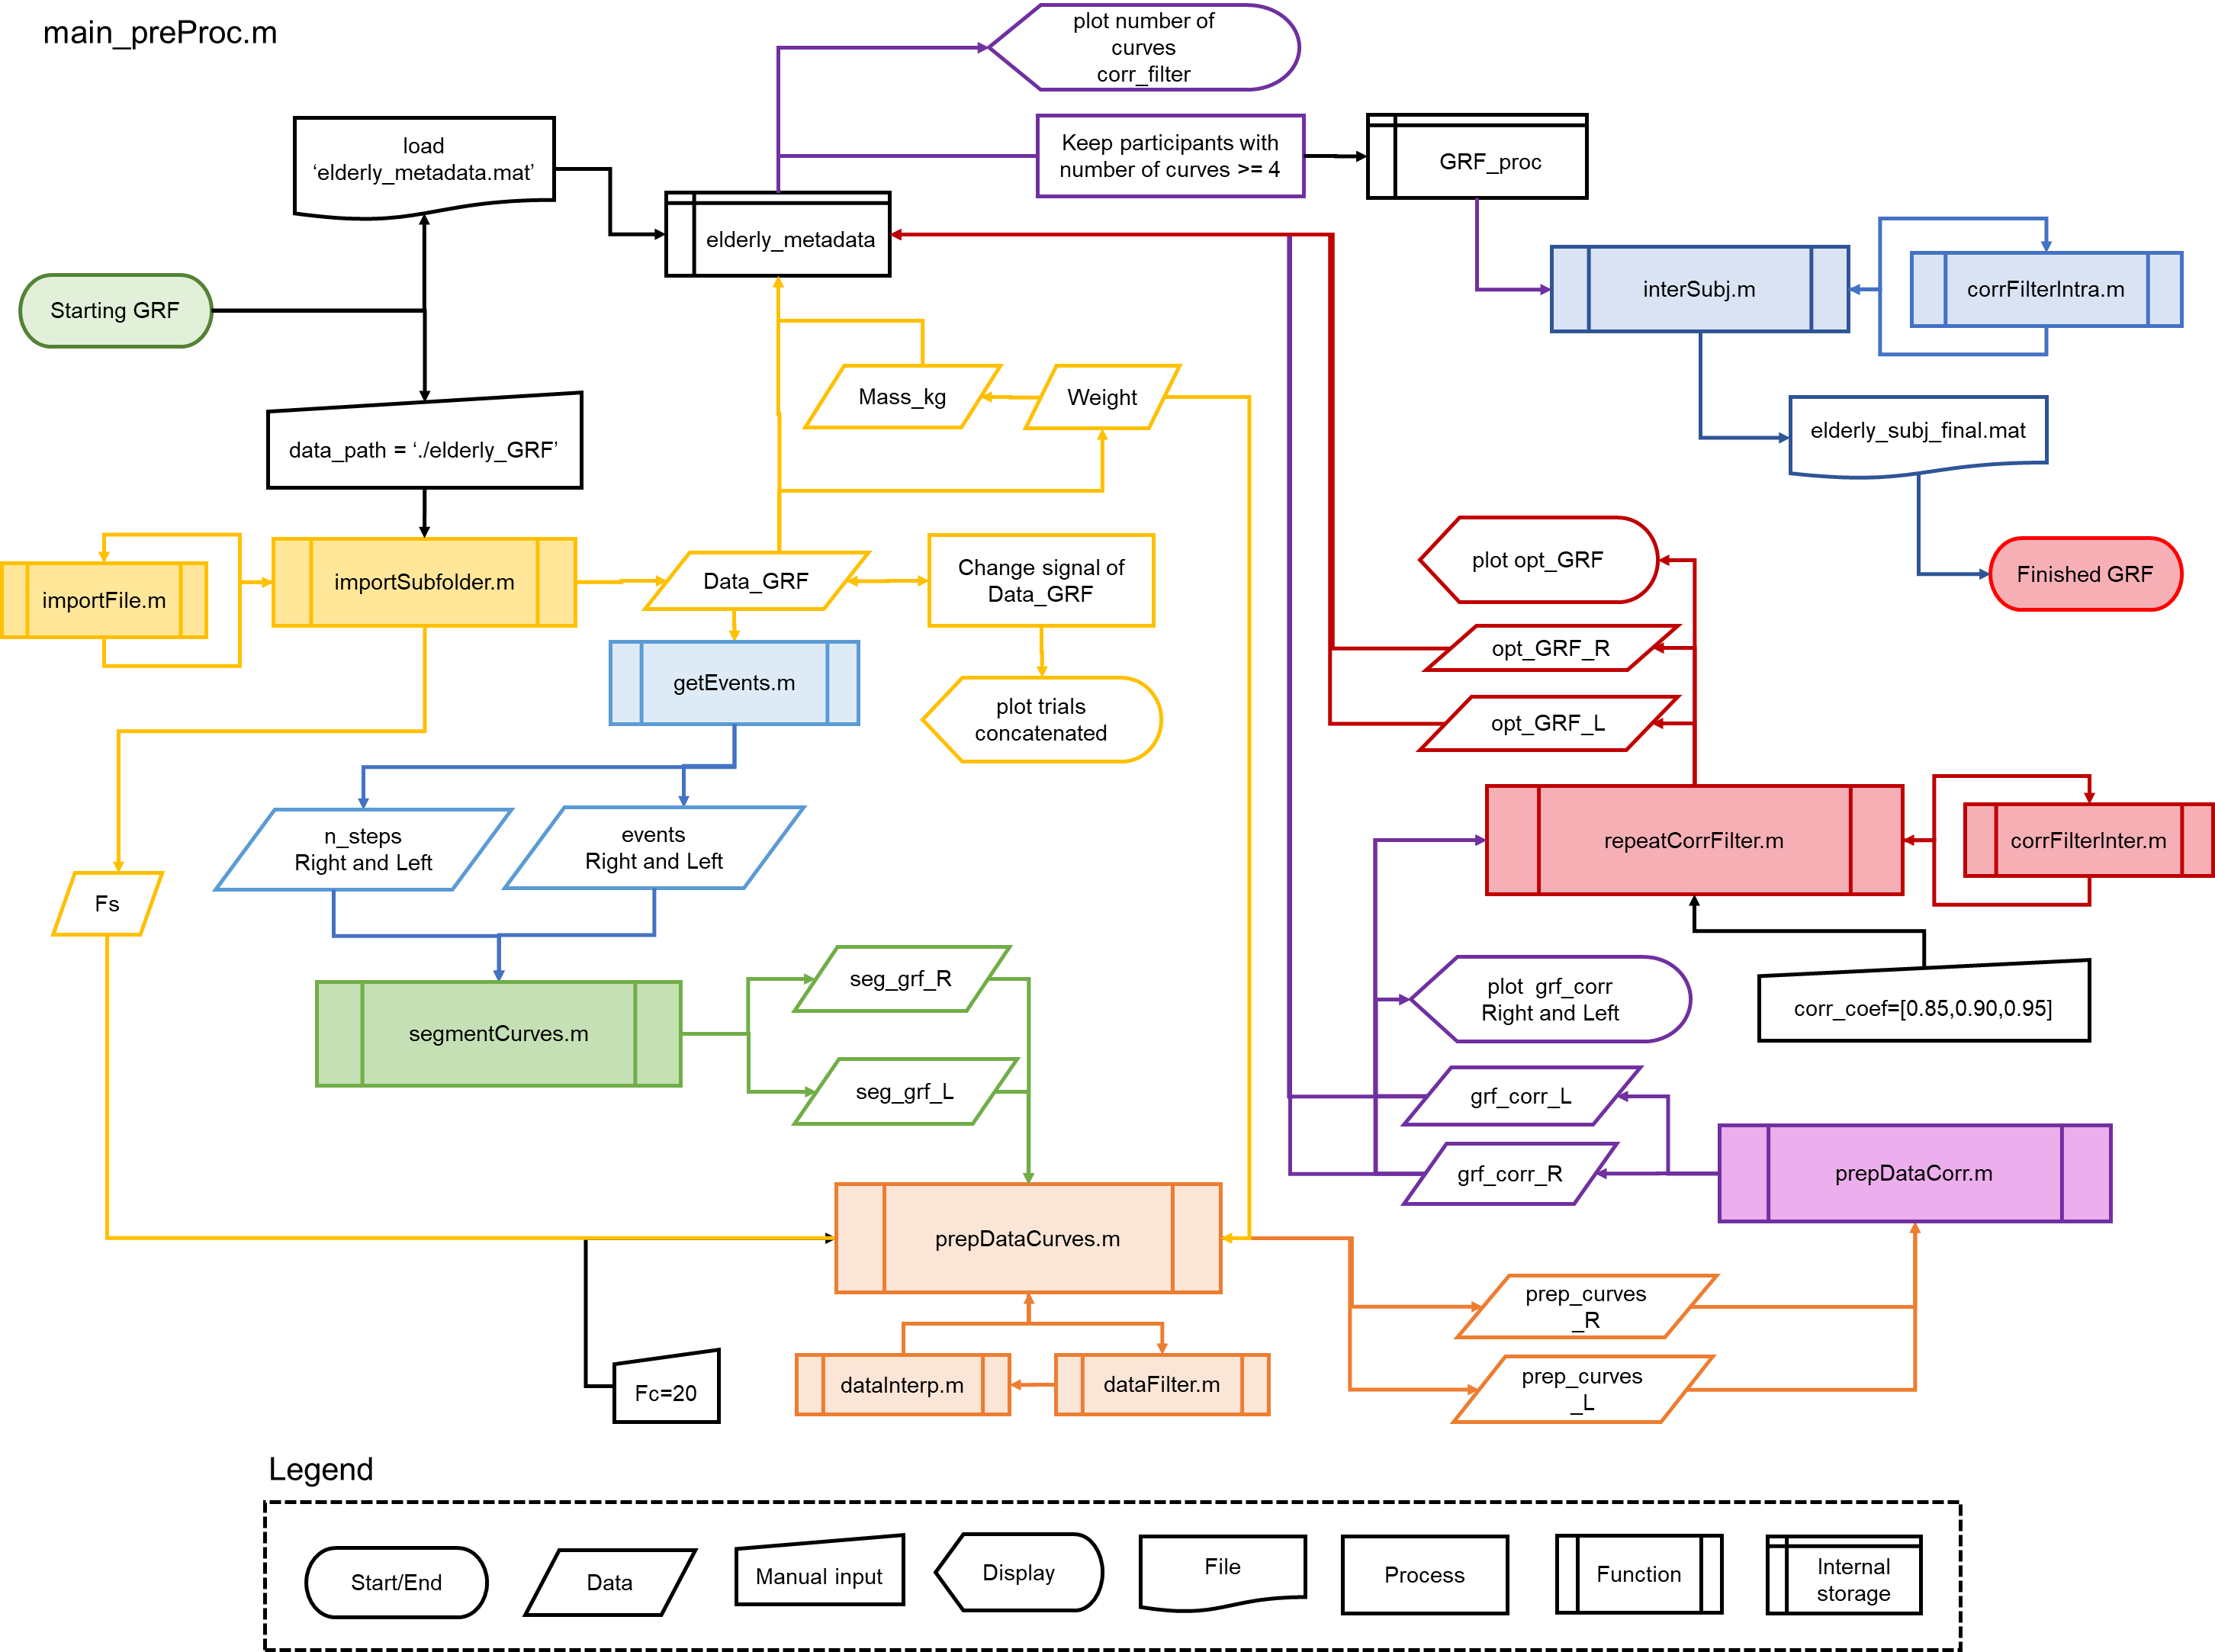 main_preProc.m
plot number of
curves
corr_filter
load
‘elderly_metadata.mat’
Keep participants with
number of curves >= 4
GRF_proc
elderly_metadata
interSubj.m
corrFilterIntra.m
Starting GRF
Mass_kg
Weight
elderly_subj_final.mat
data_path = ‘./elderly_GRF’
plot opt_GRF
Finished GRF
importFile.m
importSubfolder.m
Data_GRF
Change signal of
Data_GRF
opt_GRF_R
getEvents.m
plot trials
concatenated
opt_GRF_L
n_steps
Right and Left
events
Right and Left
repeatCorrFilter.m
corrFilterInter.m
Fs
seg_grf_R
plot grf_corr
Right and Left
corr_coef=[0.85,0.90,0.95]
segmentCurves.m
seg_grf_L
grf_corr_L
grf_corr_R
prepDataCorr.m
prepDataCurves.m
prep_curves
_R
Fc=20
dataInterp.m
dataFilter.m
prep_curves
_L
Legend
Start/End
Data
Manual input
Display
File
Process
Function
Internal
storage